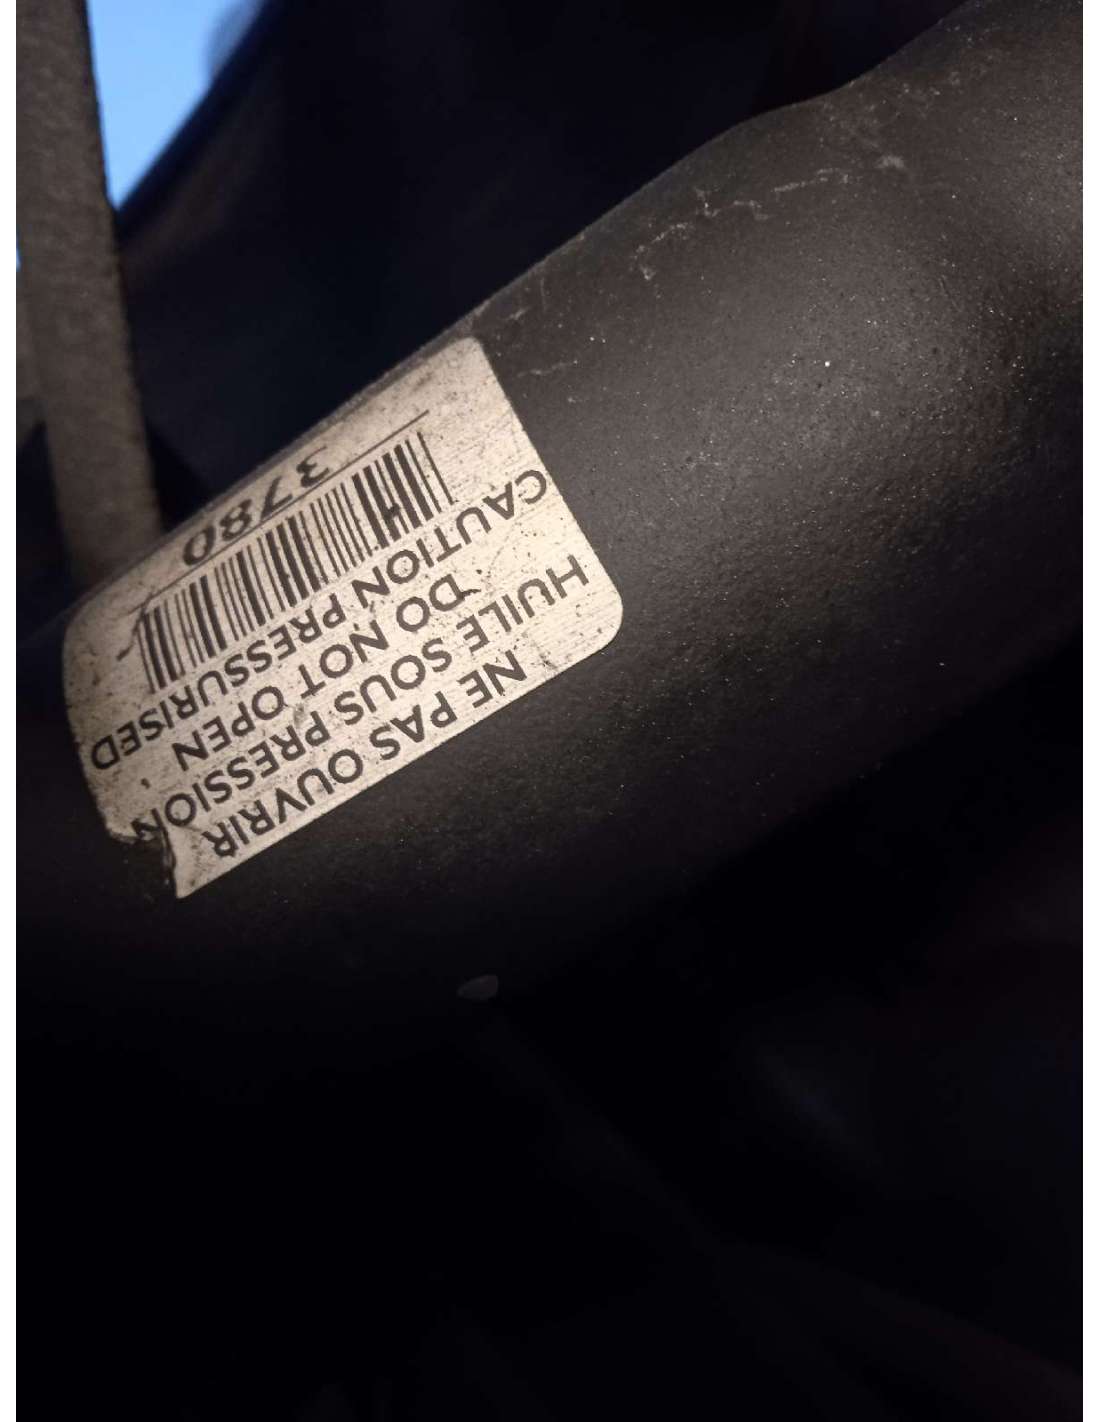 3780
CAUTION PRESSURISED
DO NOT OPEN
HUILE SOUS PRESSION
NE PAS OUVRIR